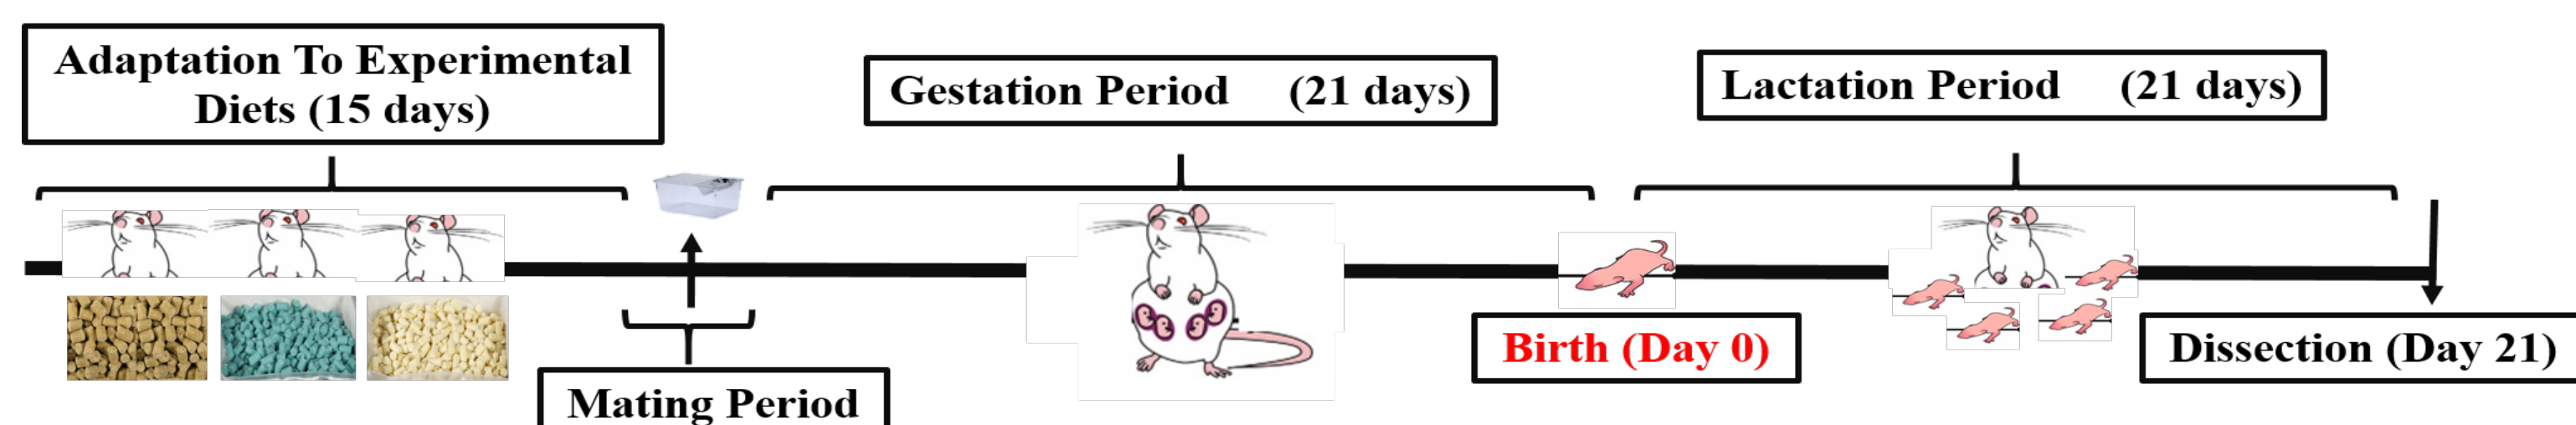 Adaptation To Experimental
Diets (15 days)
Gestation Period (21 days)
Lactation Period (21 days)
Birth (Day 0)
Dissection (Day 21)
Mating Period